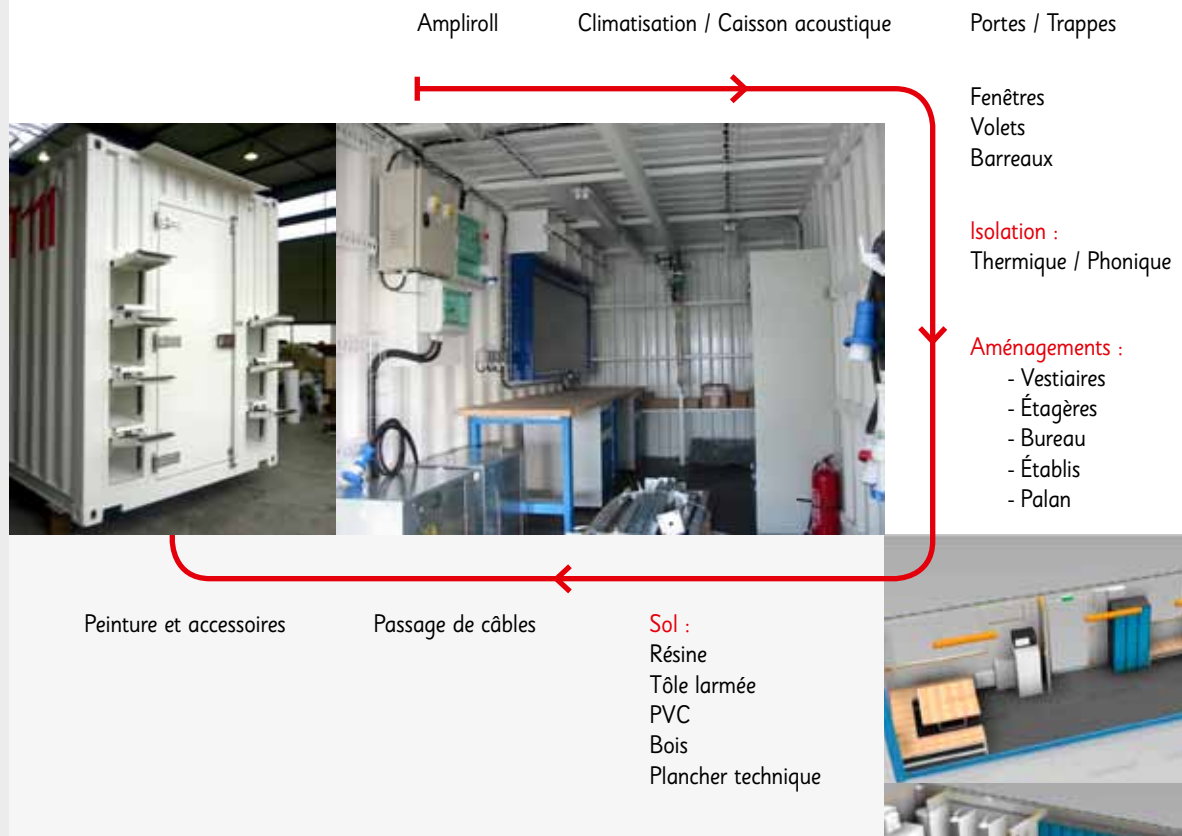 Ampliroll
Climatisation / Caisson acoustique
Portes / Trappes
Fenêtres
Volets
Barreaux
Isolation :
Thermique / Phonique
Aménagements :
- Vestiaires
- Étagères
- Bureau
- Établis
- Palan
Peinture et accessoires
Passage de câbles
Sol :
Résine
Tôle larmée
PVC
Bois
Plancher technique